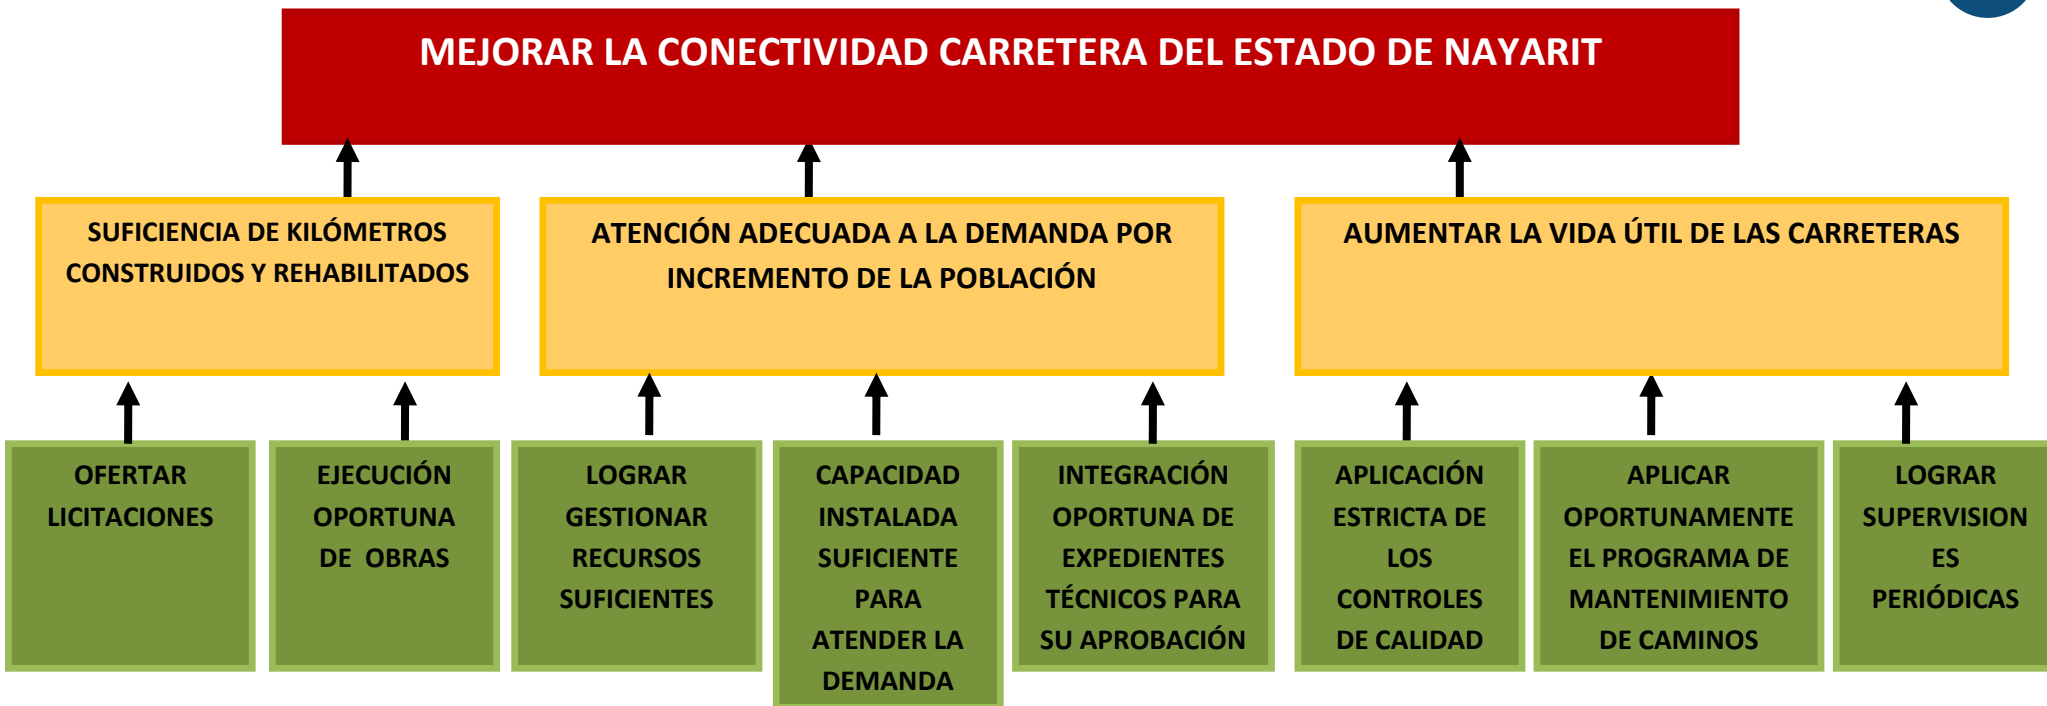 MEJORAR LA CONECTIVIDAD CARRETERA DEL ESTADO DE NAYARIT
SUFICIENCIA DE KILÓMETROS
CONSTRUIDOS Y REHABILITADOS
ATENCIÓN ADECUADA A LA DEMANDA POR
INCREMENTO DE LA POBLACIÓN
AUMENTAR LA VIDA ÚTIL DE LAS CARRETERAS
OFERTAR
LICITACIONES
EJECUCIÓN
OPORTUNA
DE OBRAS
LOGRAR
GESTIONAR
RECURSOS
SUFICIENTES
CAPACIDAD
INSTALADA
SUFICIENTE
PARA
ATENDER LA
DEMANDA
INTEGRACIÓN
OPORTUNA DE
EXPEDIENTES
TÉCNICOS PARA
SU APROBACIÓN
APLICACIÓN
ESTRICTA DE
LOS
CONTROLES
DE CALIDAD
APLICAR
OPORTUNAMENTE
EL PROGRAMA DE
MANTENIMIENTO
DE CAMINOS
LOGRAR
SUPERVISION
ES
PERIÓDICAS